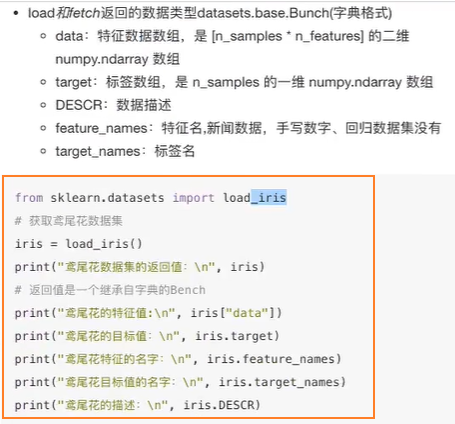 load和fetch返回的数据类型datasets.base.Bunch(字典格式)
data：特征数据数组，是 [n_samples * n_features] 的二维
numpy.ndarray 数组
target：标签数组，是 n_samples 的一维 numpy.ndarray 数组
DESCR：数据描述
feature_names：特征名,新闻数据，手写数字、回归数据集没有
target_names：标签名
from sklearn.datasets import load_iris
# 获取鸢尾花数据集
iris = load_iris()
print("鸢尾花数据集的返回值：\n", iris)
# 返回值是一个继承自字典的Bench
print("鸢尾花的特征值:\n", iris["data"])
print("鸢尾花的目标值：\n", iris.target)
print("鸢尾花特征的名字：\n", iris.feature_names)
print("鸢尾花目标值的名字：\n", iris.target_names)
print("鸢尾花的描述：\n", iris.DESCR)